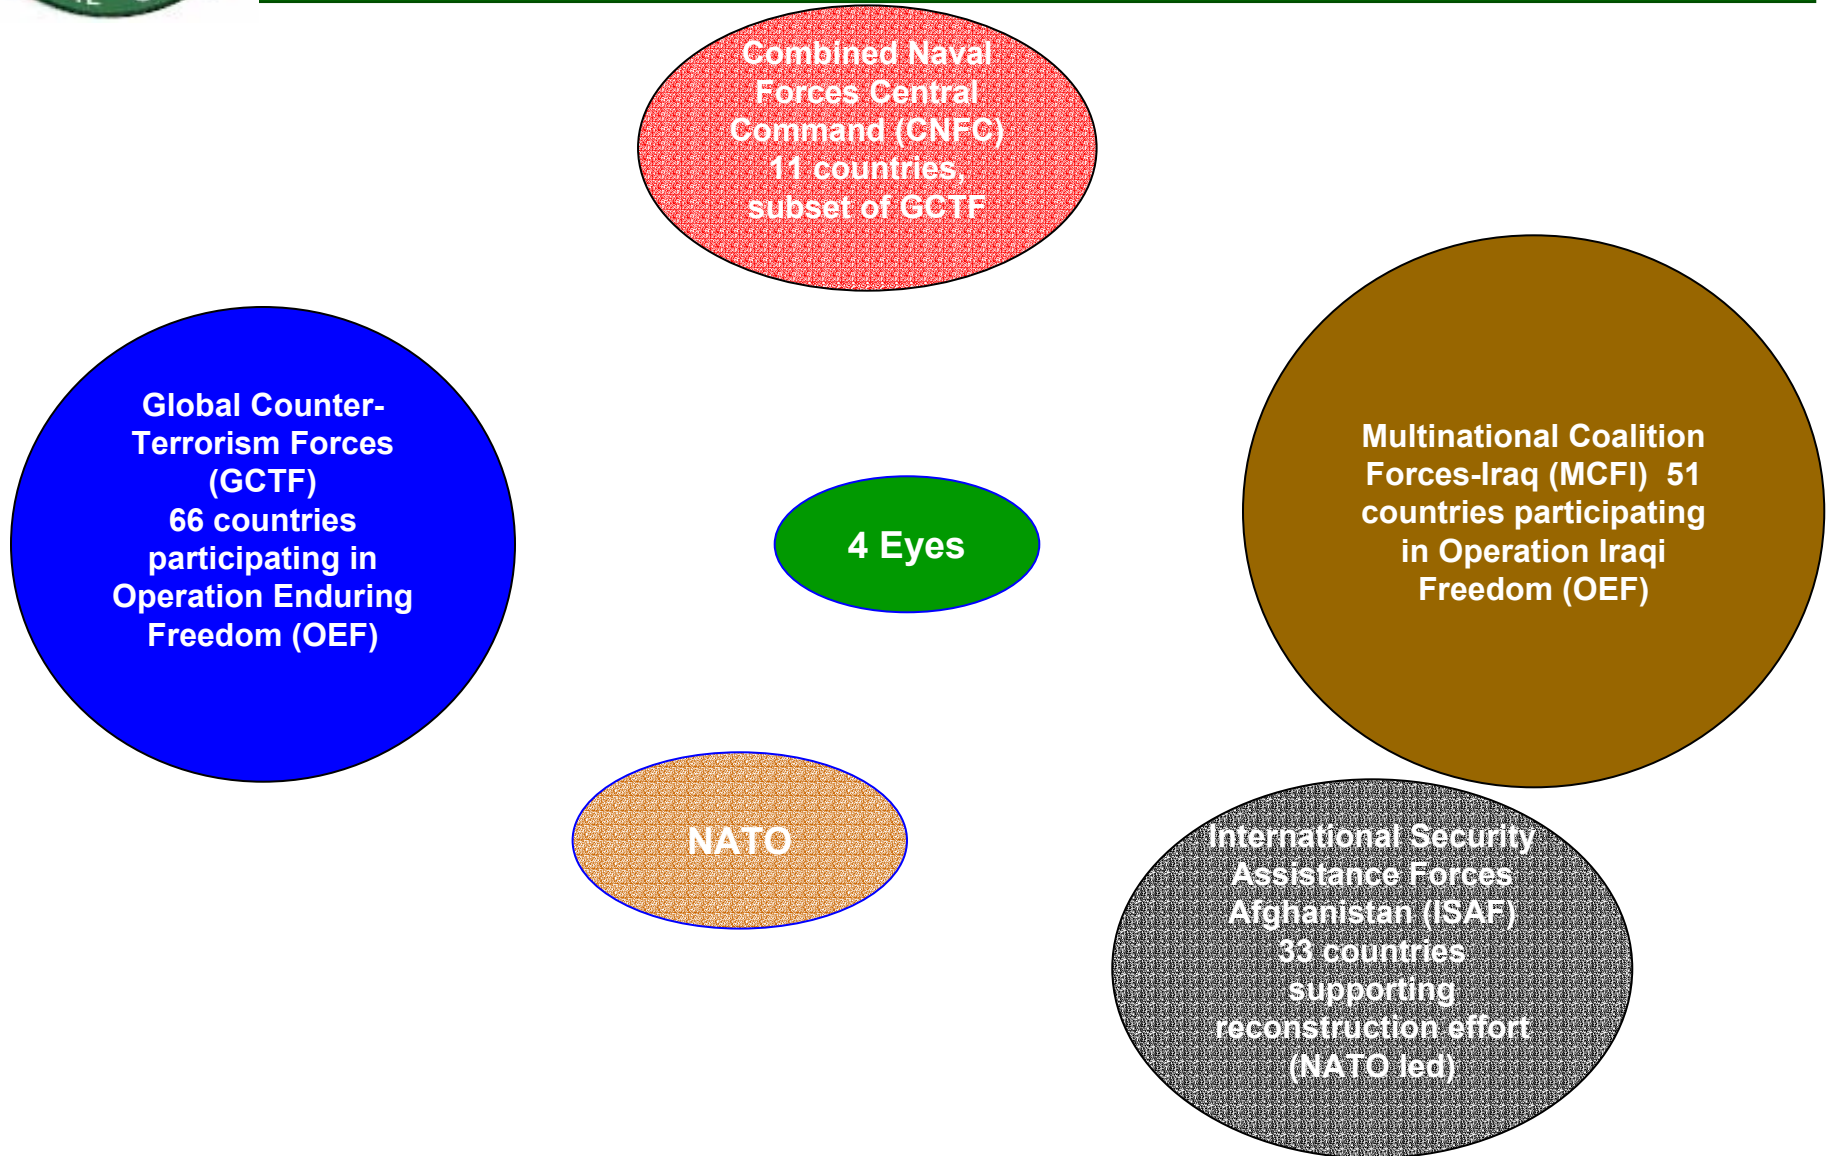 Combined Naval
Forces Central
Command (CNFC)
11 countries,
subset of GCTF
Global Counter-
Terrorism Forces
(GCTF)
66 countries
participating in
Operation Enduring
Freedom (OEF)
4 Eyes
Multinational Coalition
Forces-Iraq (MCFI)  51
countries participating
in Operation Iraqi
Freedom (OEF)
NATO
International Security
Assistance Forces
Afghanistan (ISAF)
33 countries
supporting
reconstruction effort
(NATO led)